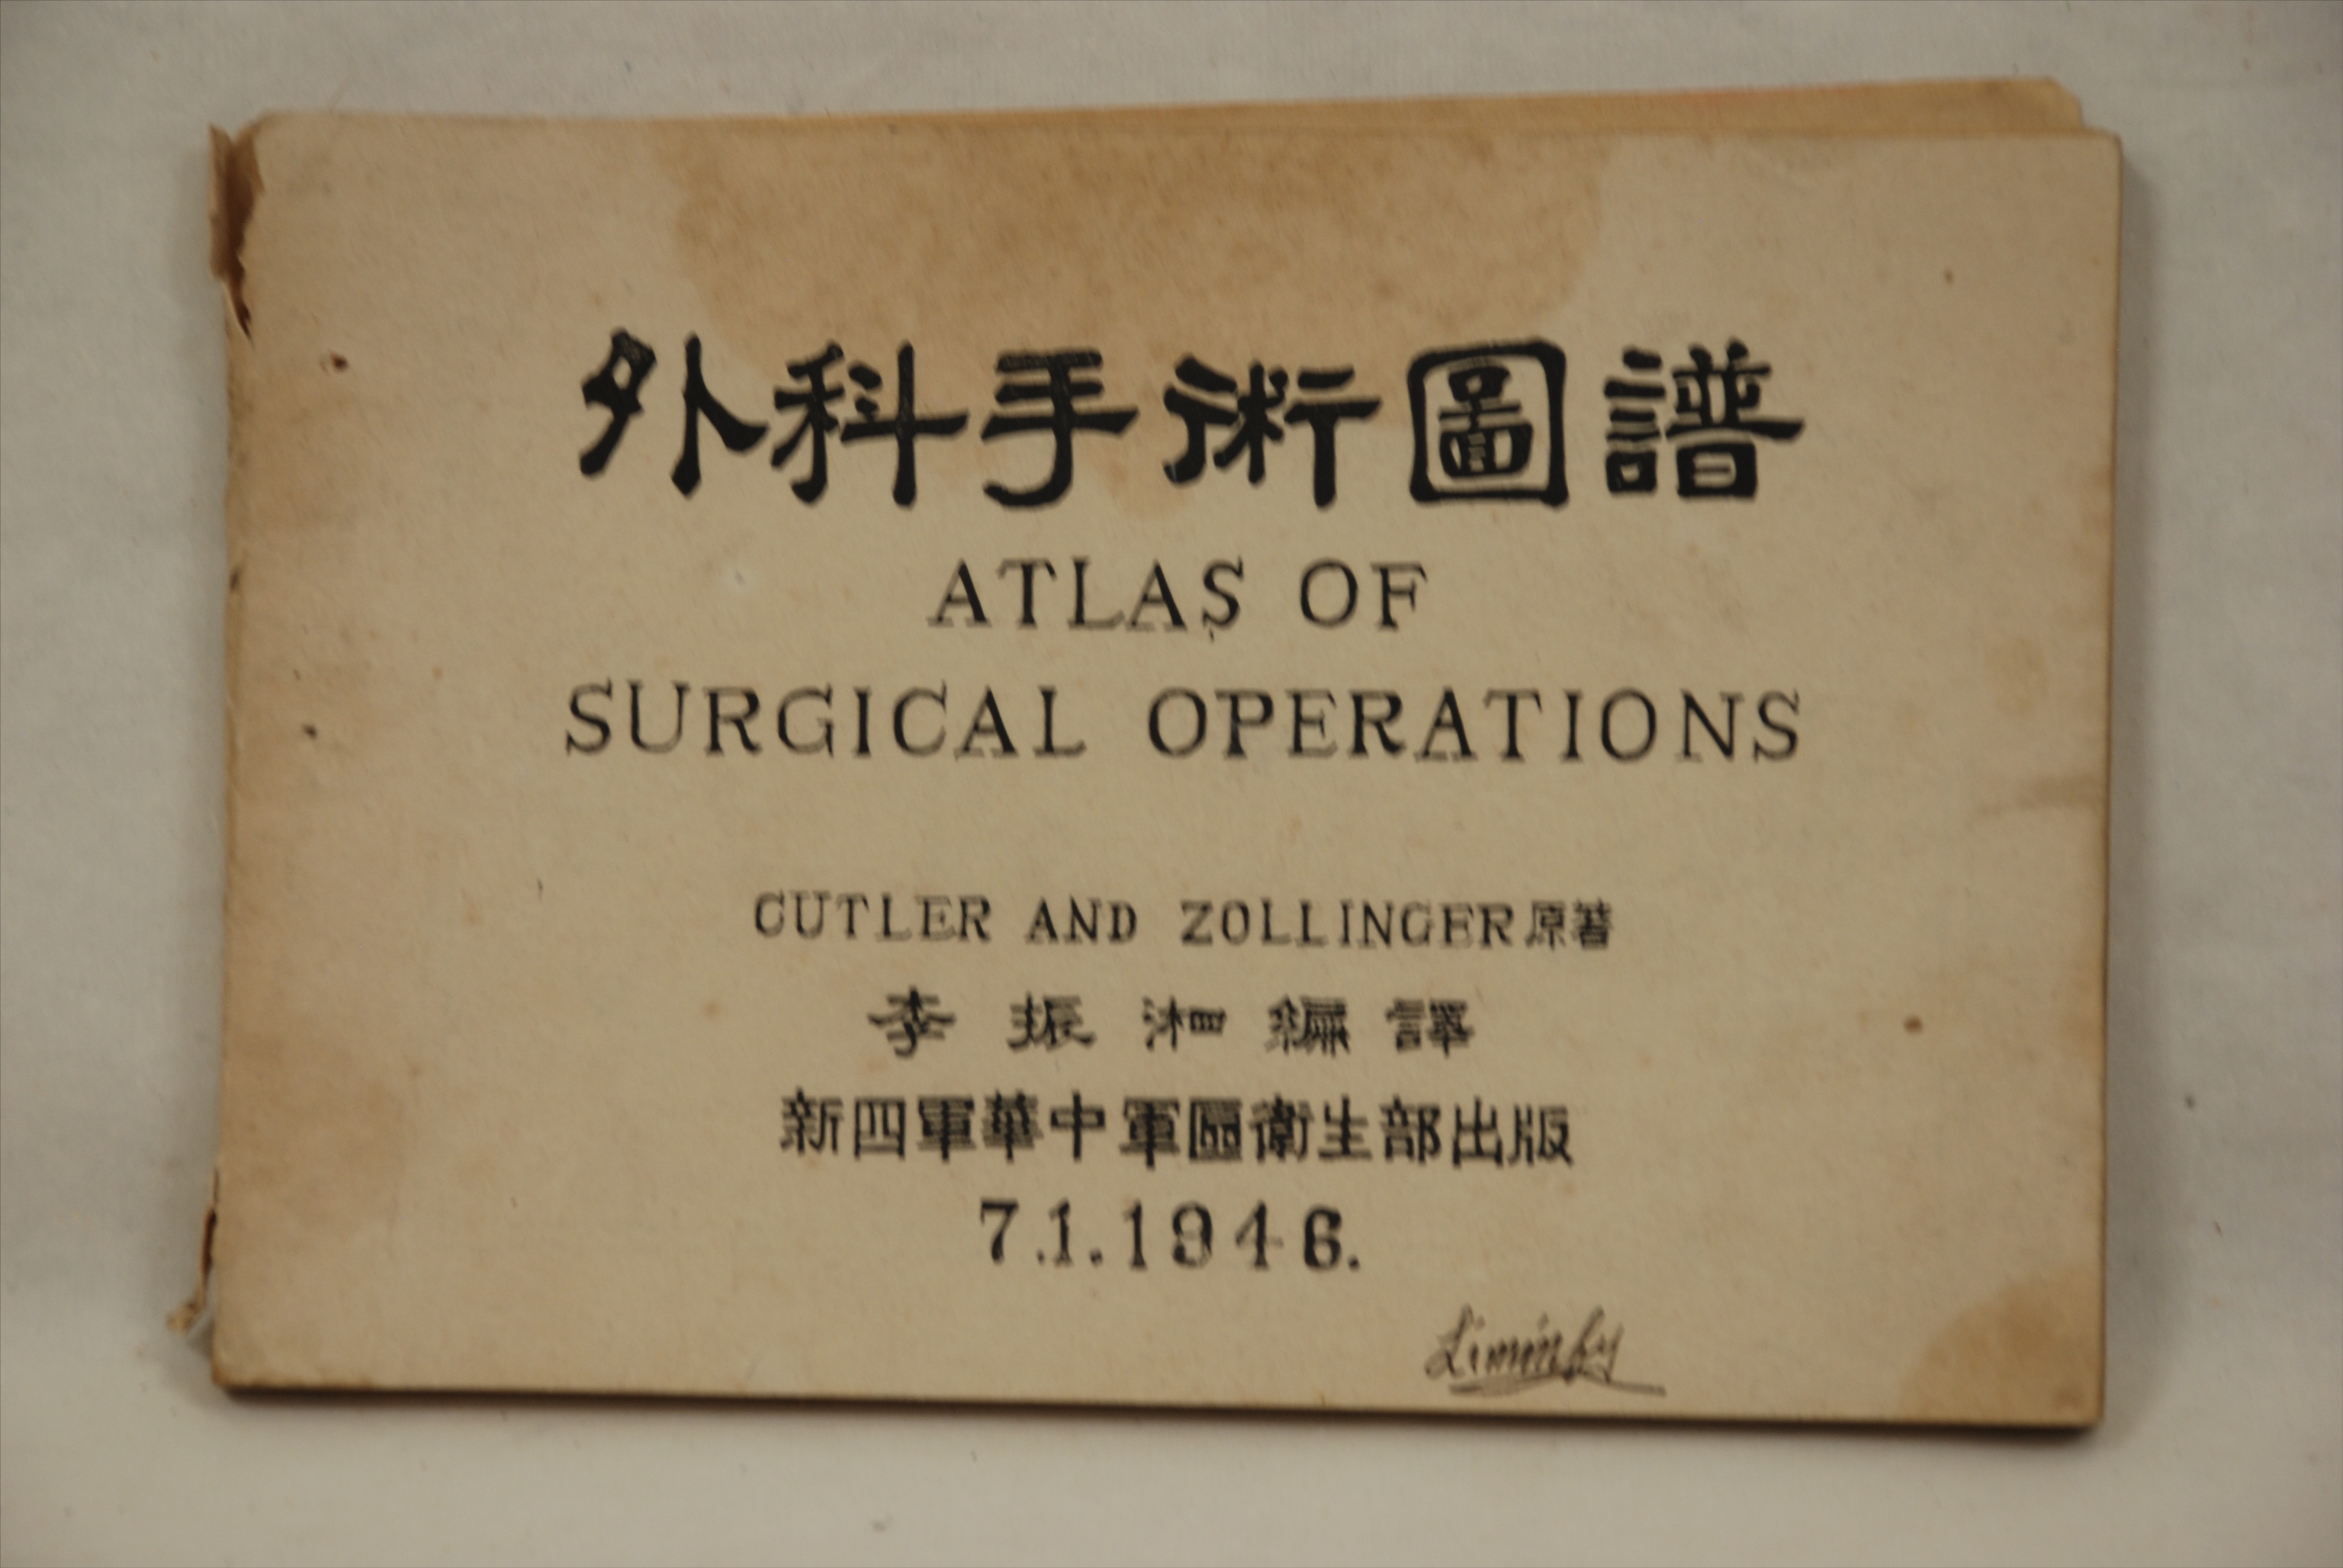 外科手術圖譜
ATLAS OF
SURGICAL OPERATIONS
CUTLER AND ZOLLINGER原著
李振湘編譯
新四軍華中軍區衛生部出版
7.1.1946.